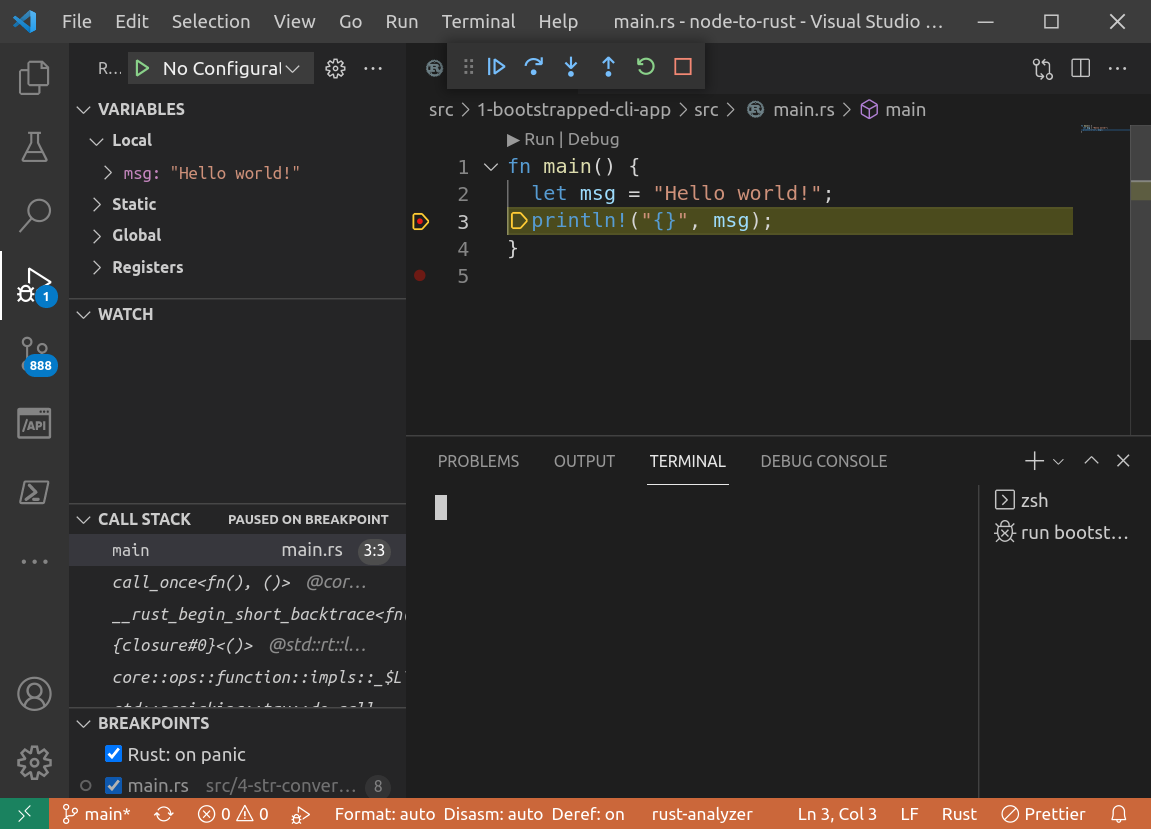 File Edit Selection View Go Run Terminal Help main.rs - node-to-rust - Visual Studio ...
R... No Configurat
VARIABLES
Local
msg: "Hello world!"
Static
Global
Registers
WATCH
CALL STACK PAUSED ON BREAKPOINT
main main.rs 3:3
call_once<fn(), ()> @cor...
__rust_begin_short_backtrace<fn(
{closure#0}<()> @std::rt::l...
core::ops::function::impls::_$L
BREAKPOINTS
Rust: on panic
main.rs src/4-str-conver... 8
1
888
/API
src > 1-bootstrapped-cli-app > src > main.rs > main
Run | Debug
1 fn main() {
2 let msg = "Hello world!";
3 println!("{}", msg);
4 }
5
PROBLEMS OUTPUT TERMINAL DEBUG CONSOLE
zsh
run bootst...
main* 0 0 Format: auto Disasm: auto Deref: on rust-analyzer Ln 3, Col 3 LF Rust Prettier